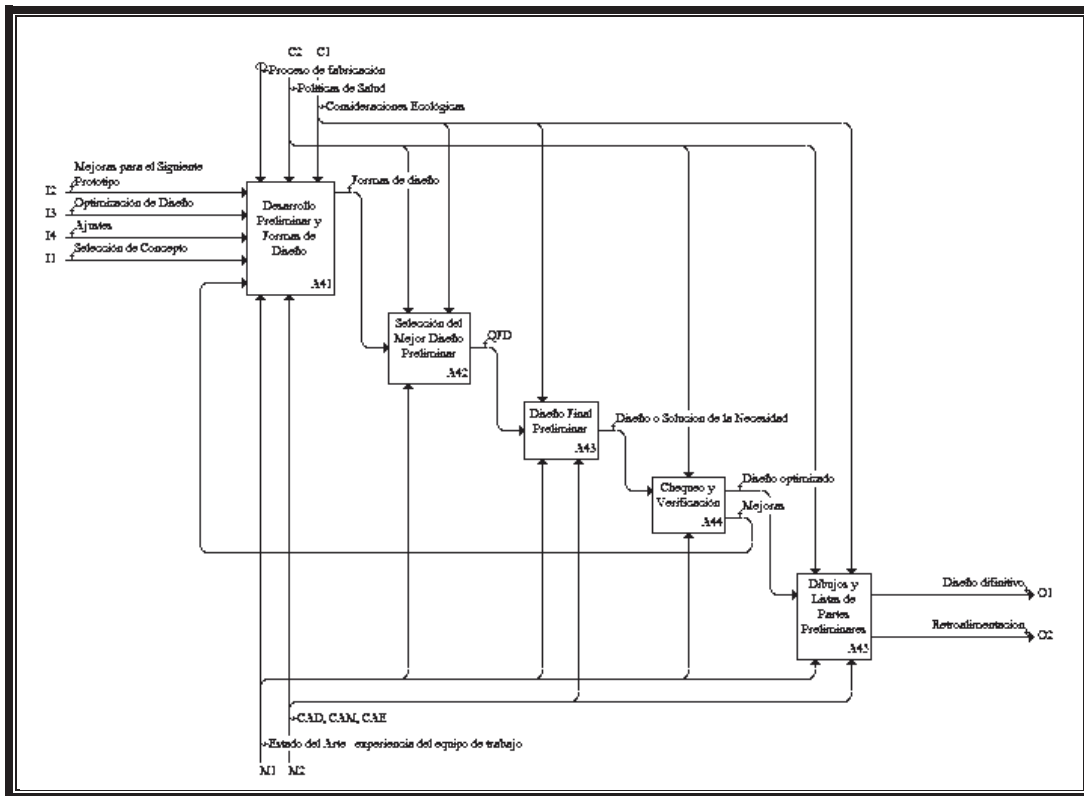 C2 C1
Proceso de fabricación
Políticas de Salud
Consideraciones Ecológicas
Mejoras para el Siguiente
I2 Prototipo
I3 Optimización de Diseño
I4 Ajustes
I1 Selección de Concepto
Desarrollo
Preliminar y
Formas de
Diseño
A41
Formas de diseño
Selección del
Mejor Diseño
Preliminar
A42
QFD
Diseño Final
Preliminar
A43
Diseño o Solucion de la Necesidad
Chequeo y
Verificación
A44
Diseño optimizado
Mejoras
Dibujos y
Listas de
Partes
Preliminares
A45
Diseño difinitivo O1
Retroalimentacion O2
CAD, CAM, CAE
Estado del Arte experiencia del equipo de trabajo
M1 M2